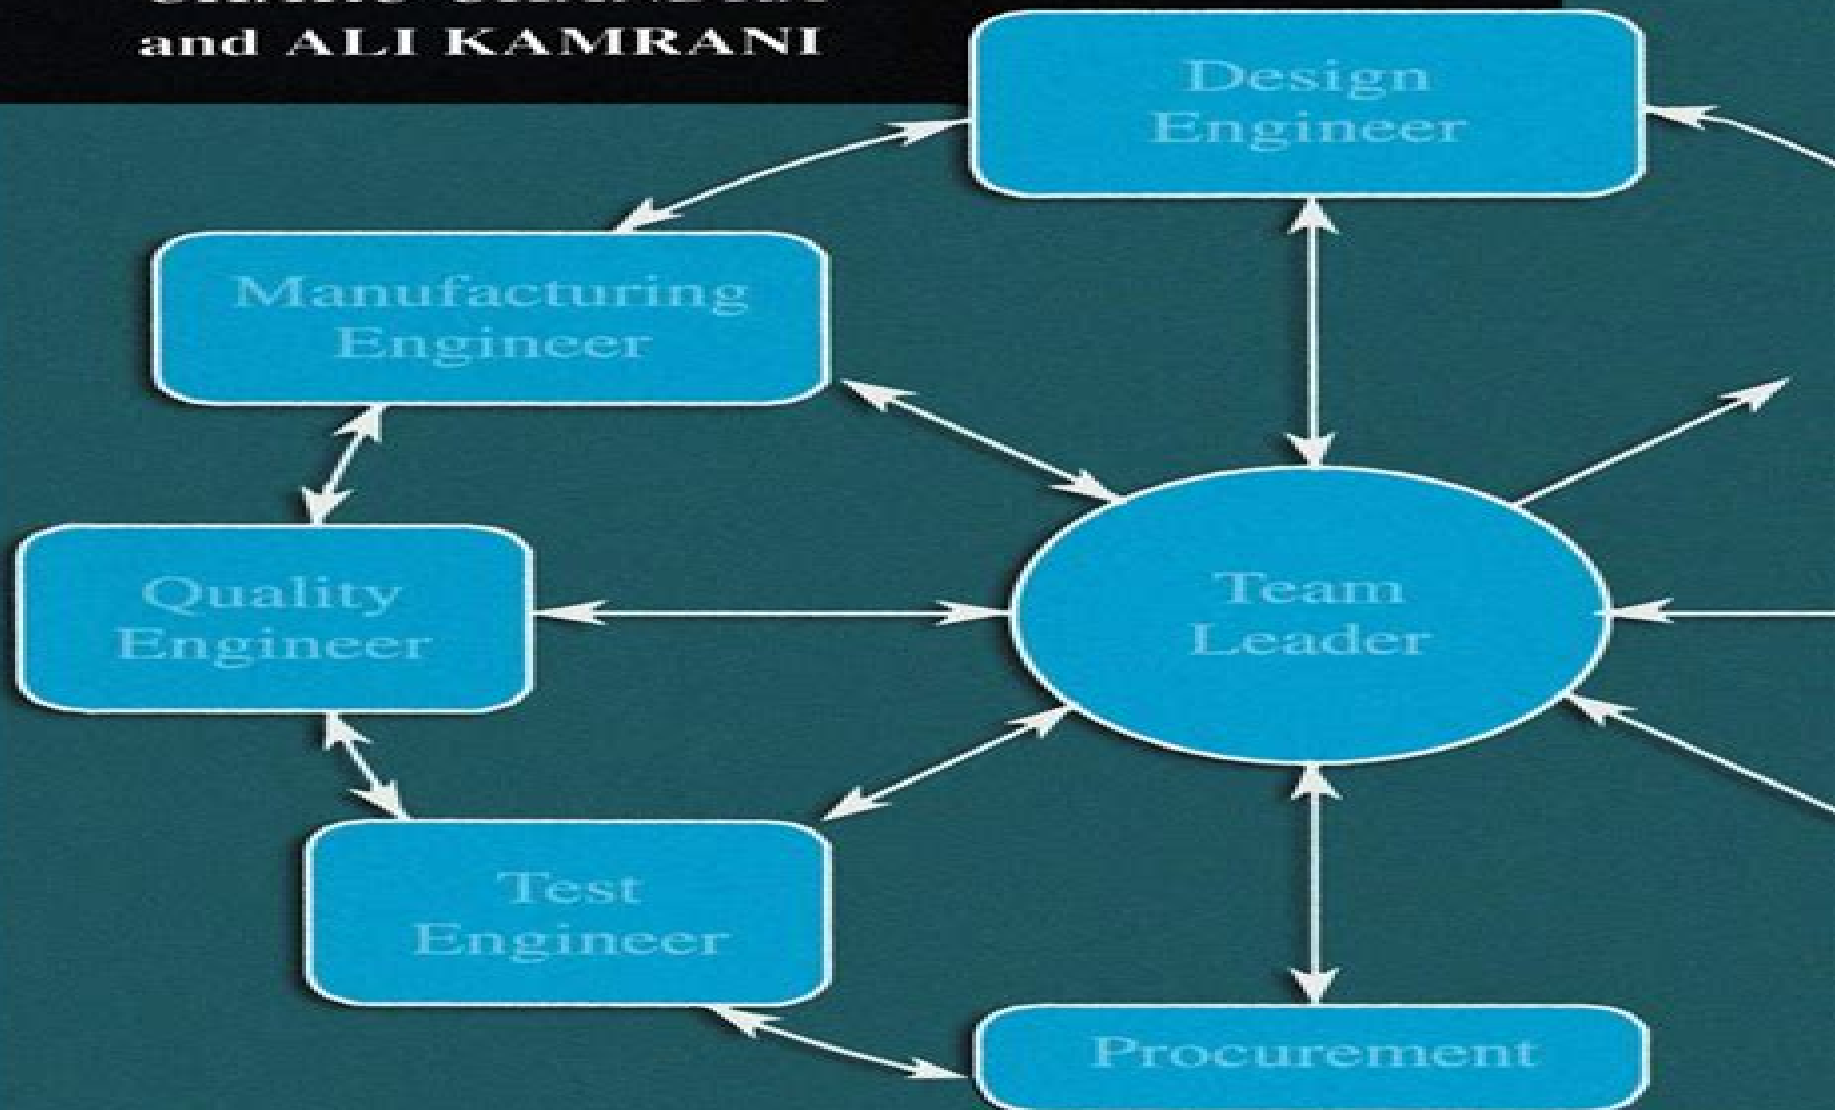 and ALI KAMRANI
Design
Engineer
Manufacturing
Engineer
Quality
Engineer
Team
Leader
Test
Engineer
Procurement